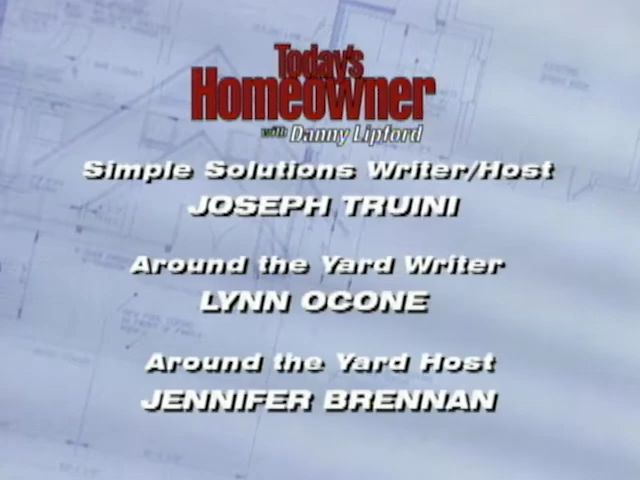 Today's
Homeowner
with Danny Lipford
Simple Solutions Writer/Host
JOSEPH TRUINI
Around the Yard Writer
LYNN OCONE
Around the Yard Host
JENNIFER BRENNAN